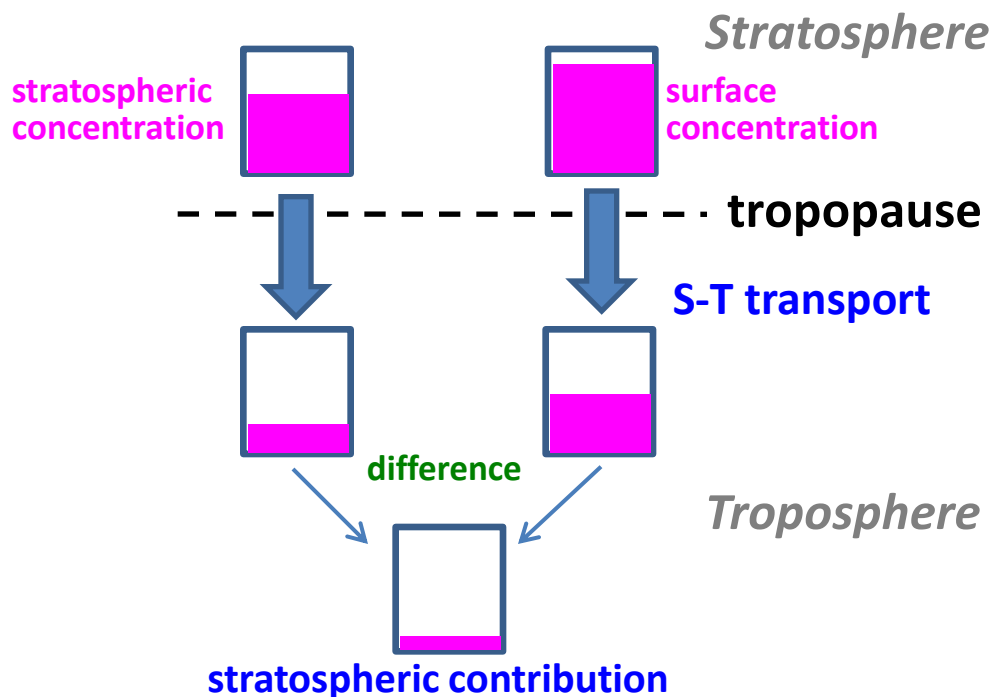 Stratosphere
stratospheric
concentration
surface
concentration
tropopause
S-T transport
difference
Troposphere
stratospheric contribution